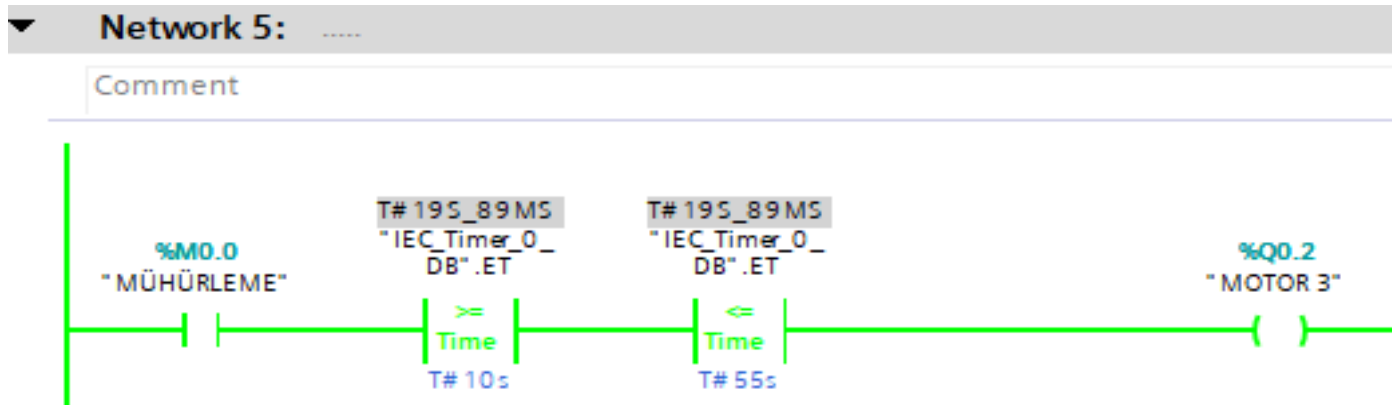 Network 5: .....
Comment
T#19S_89MS
"IEC_Timer_0_
DB".ET
T#19S_89MS
"IEC_Timer_0_
DB".ET
%M0.0
"MÜHÜRLEME"
%Q0.2
"MOTOR 3"
>=
Time
T#10s
<=
Time
T#55s